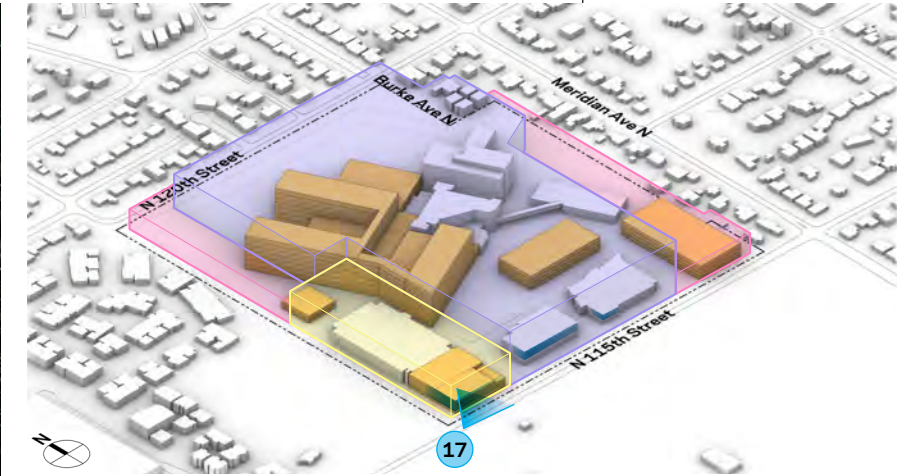 Burke Ave N
Meridian Ave N
N 120th Street
N 115th Street
N
17